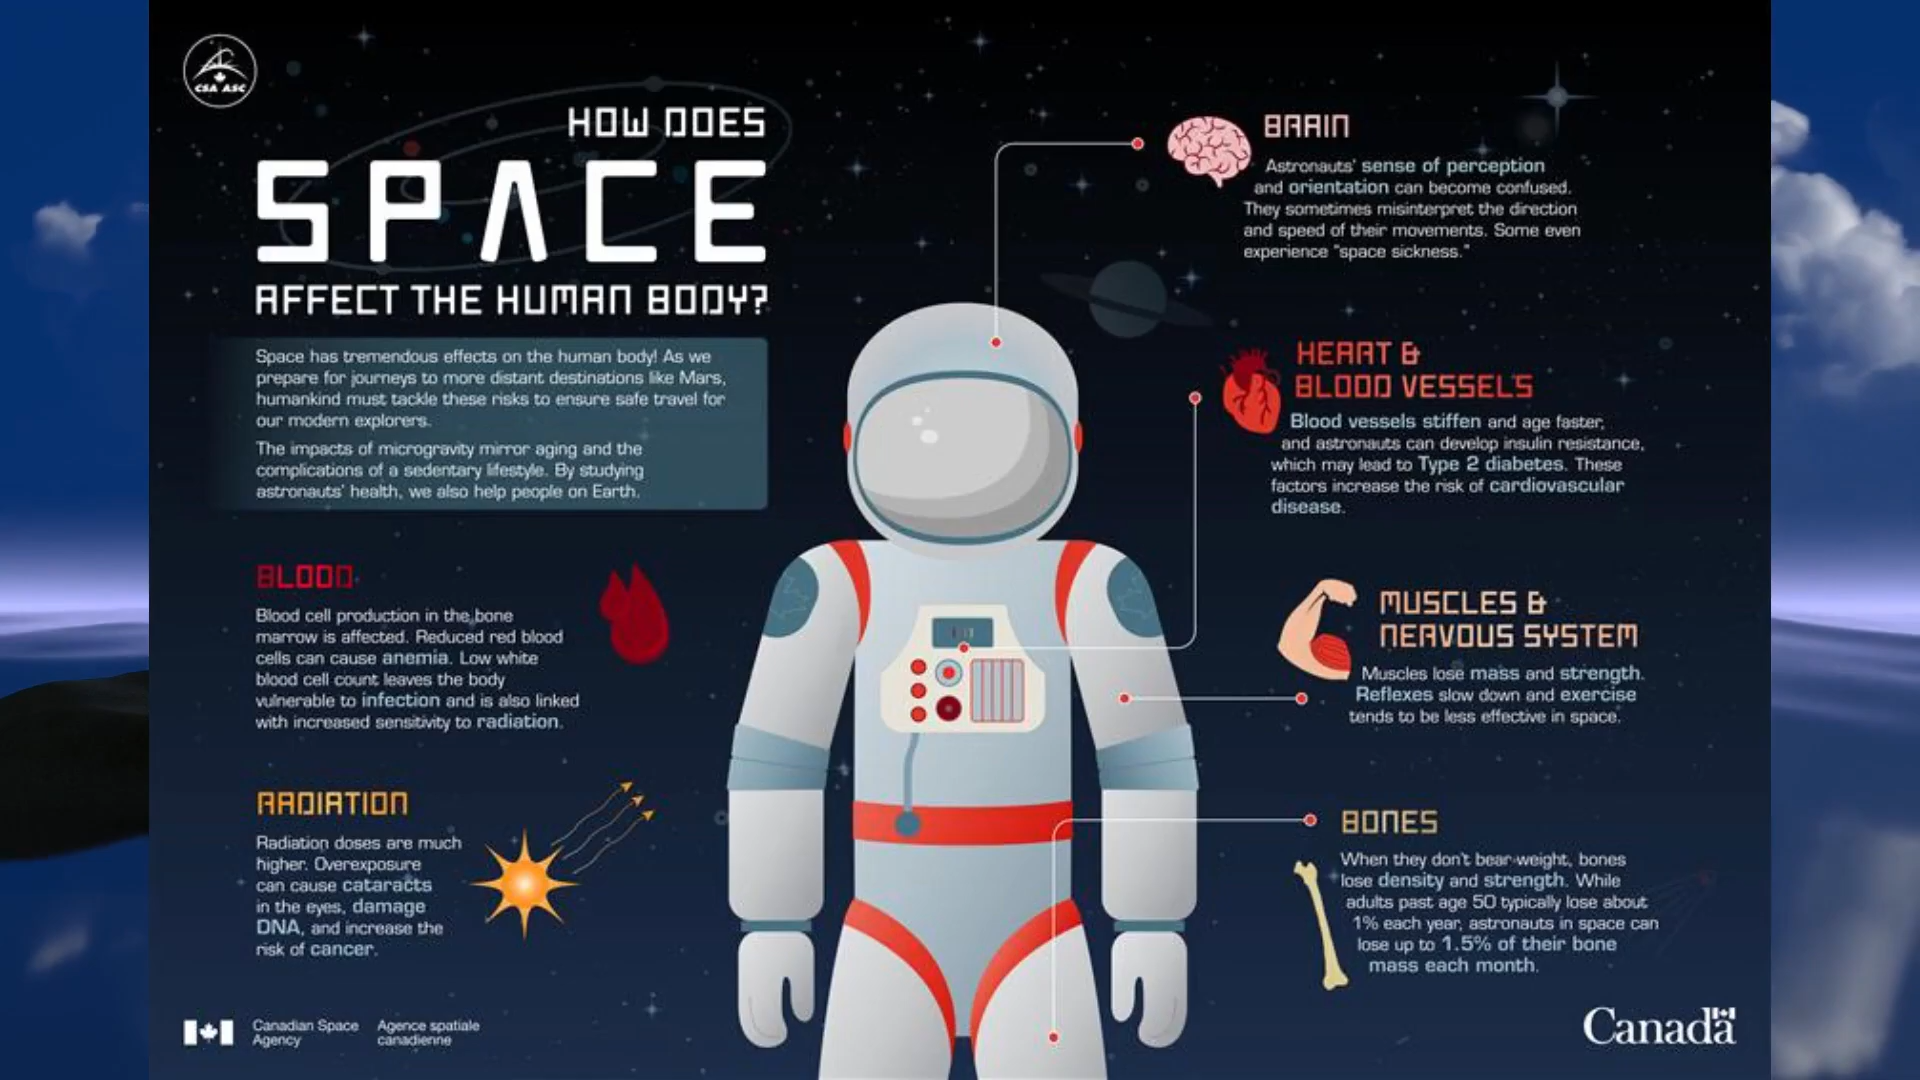 CSA ASC
HOW DOES
SPACE
AFFECT THE HUMAN BODY?
Space has tremendous effects on the human body! As we
prepare for journeys to more distant destinations like Mars,
humankind must tackle these risks to ensure safe travel for
our modern explorers.
The impacts of microgravity mirror aging and the
complications of a sedentary lifestyle. By studying
astronauts' health, we also help people on Earth.
BLOOD
Blood cell production in the bone
marrow is affected. Reduced red blood
cells can cause anemia. Low white
blood cell count leaves the body
vulnerable to infection and is also linked
with increased sensitivity to radiation.
RADIATION
Radiation doses are much
higher. Overexposure
can cause cataracts
in the eyes, damage
DNA, and increase the
risk of cancer.
BRAIN
Astronauts' sense of perception
and orientation can become confused.
They sometimes misinterpret the direction
and speed of their movements. Some even
experience "space sickness."
HEART &
BLOOD VESSELS
Blood vessels stiffen and age faster,
and astronauts can develop insulin resistance,
which may lead to Type 2 diabetes. These
factors increase the risk of cardiovascular
disease.
MUSCLES &
NERVOUS SYSTEM
Muscles lose mass and strength.
Reflexes slow down and exercise
tends to be less effective in space.
BONES
When they don't bear weight, bones
lose density and strength. While
adults past age 50 typically lose about
1% each year, astronauts in space can
lose up to 1.5% of their bone
mass each month.
Canadian Space
Agency
Agence spatiale
canadienne
Canada